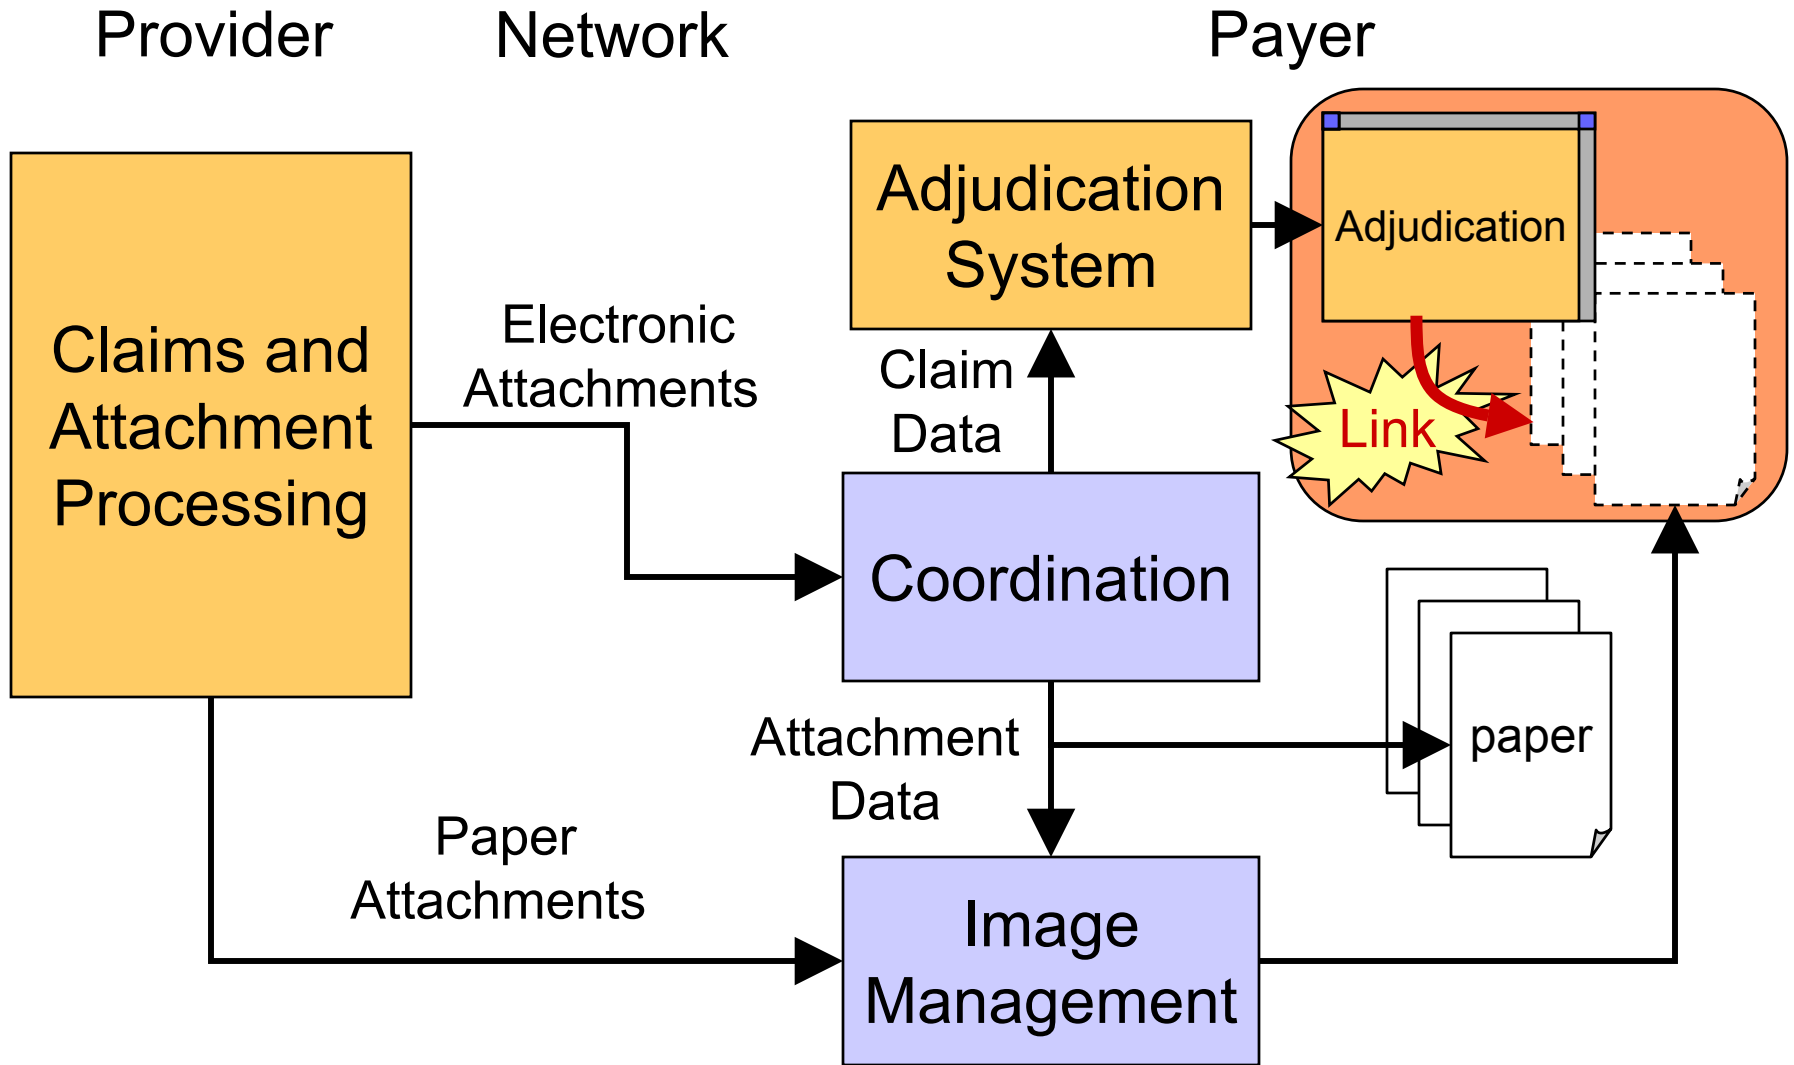 Provider
Network
Payer
Claims and
Attachment
Processing
Electronic
Attachments
Adjudication
System
Adjudication
Claim
Data
Link
Coordination
Attachment
Data
paper
Paper
Attachments
Image
Management